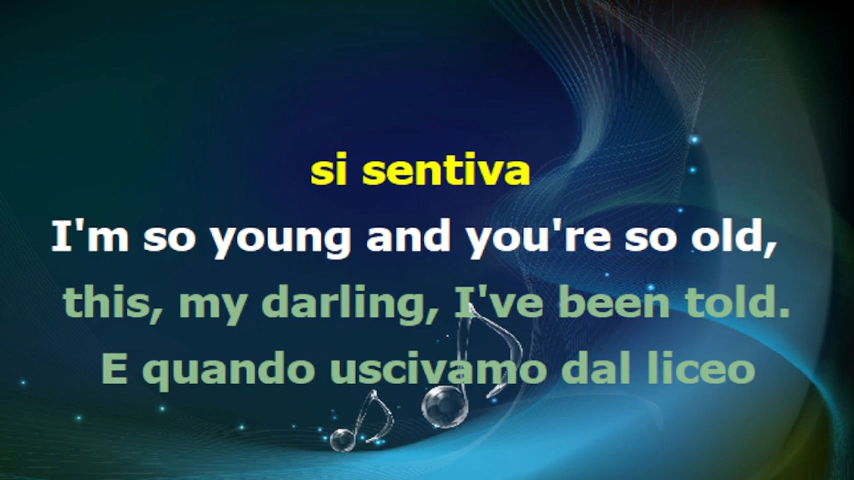 si sentiva
I'm so young and you're so old,
this, my darling, I've been told.
E quando uscivamo dal liceo